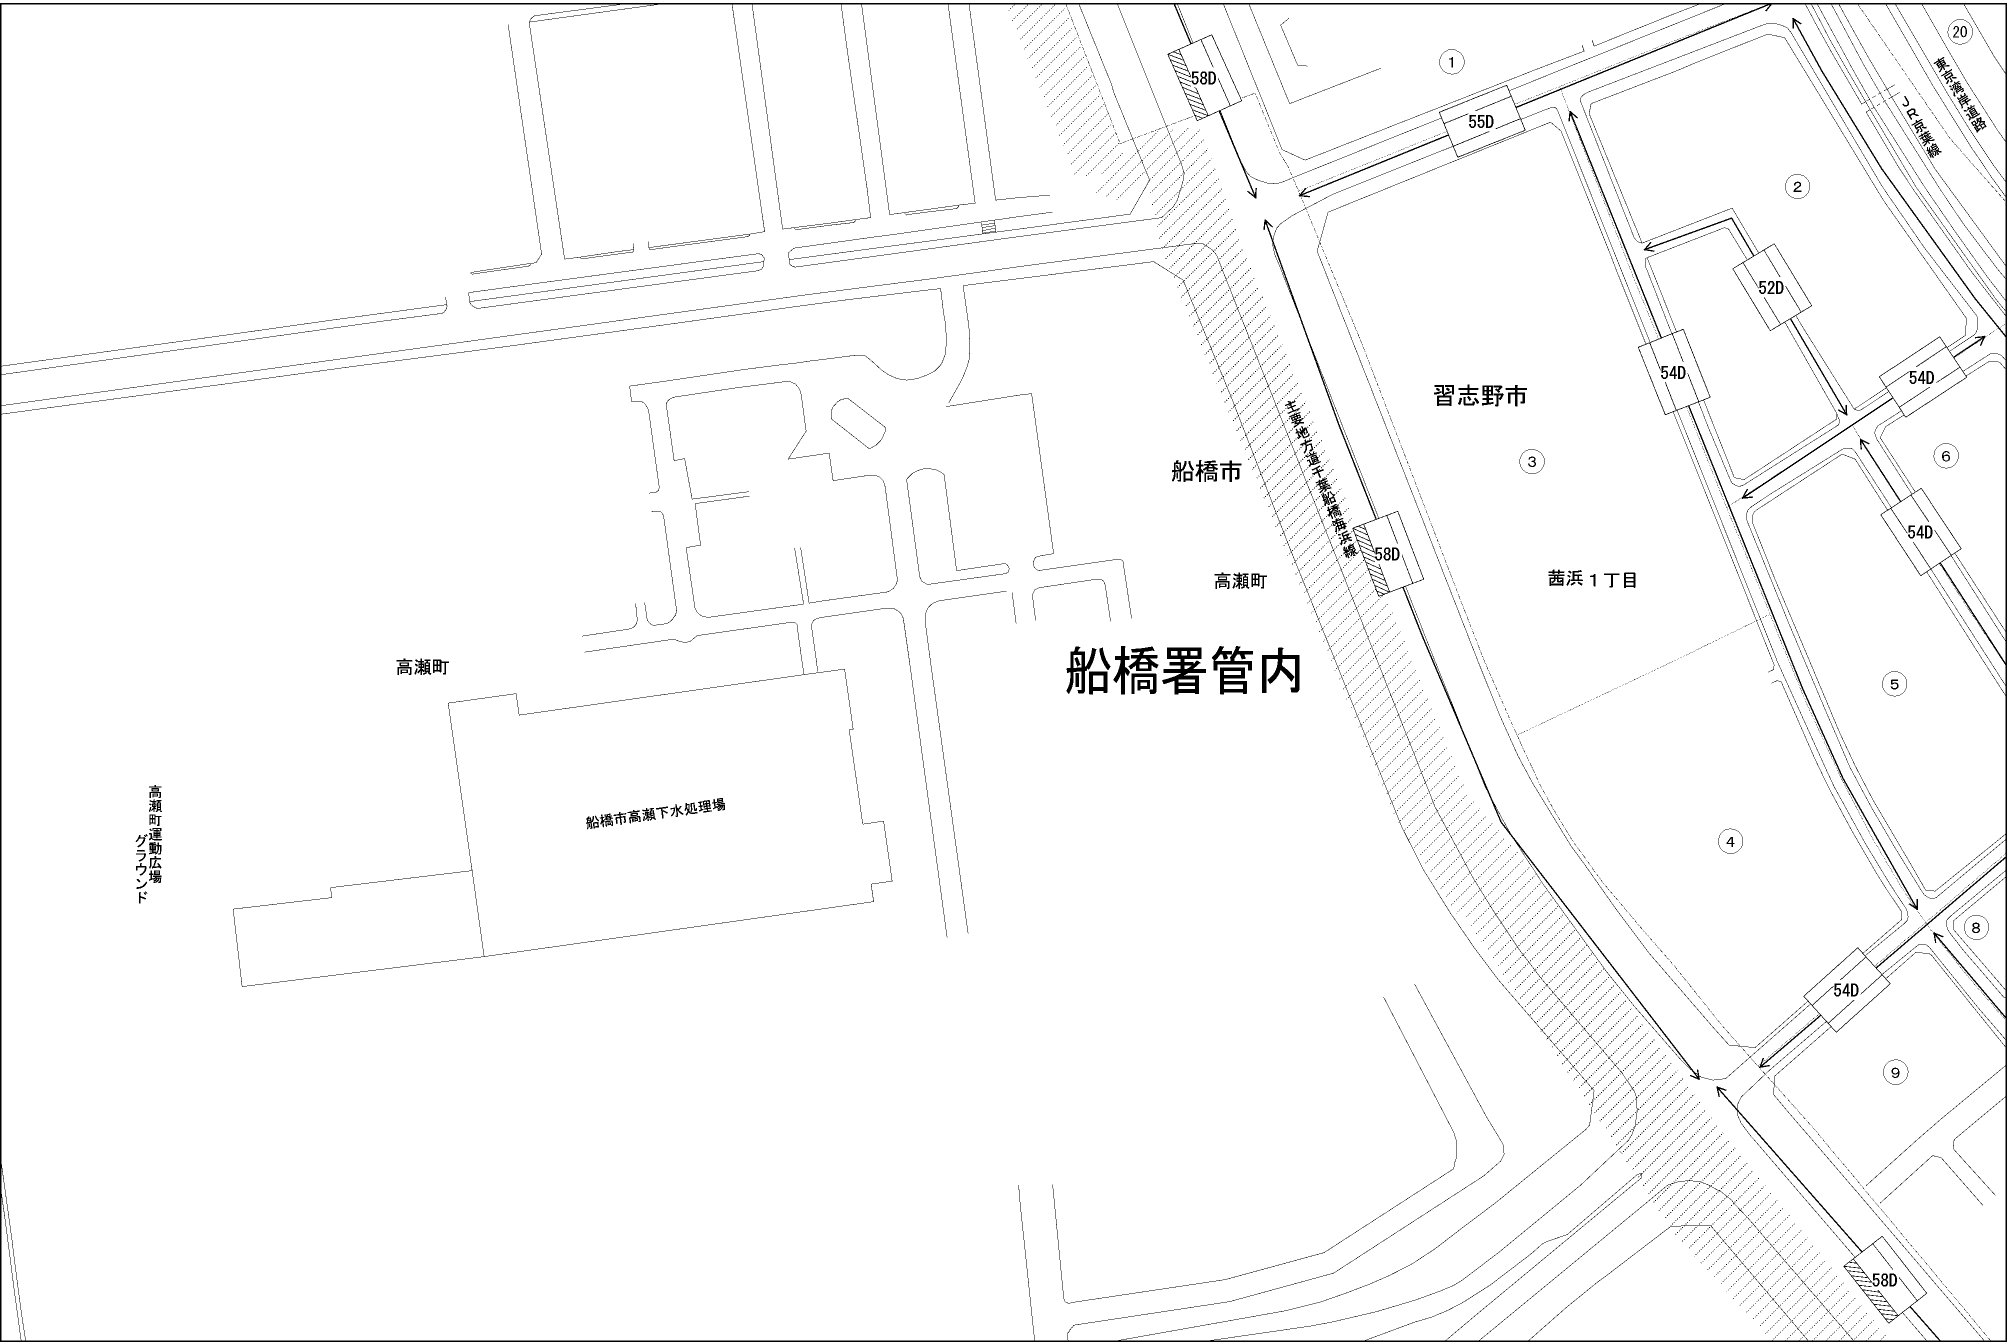 20
東京湾岸道路
1
58D
JR京葉線
55D
2
52D
54D
54D
習志野市
主要地方道千葉船橋海浜線
6
3
船橋市
54D
58D
高瀬町
茜浜1丁目
船橋署管内
高瀬町
5
高瀬町運動広場
グラウンド
船橋市高瀬下水処理場
4
8
54D
9
58D